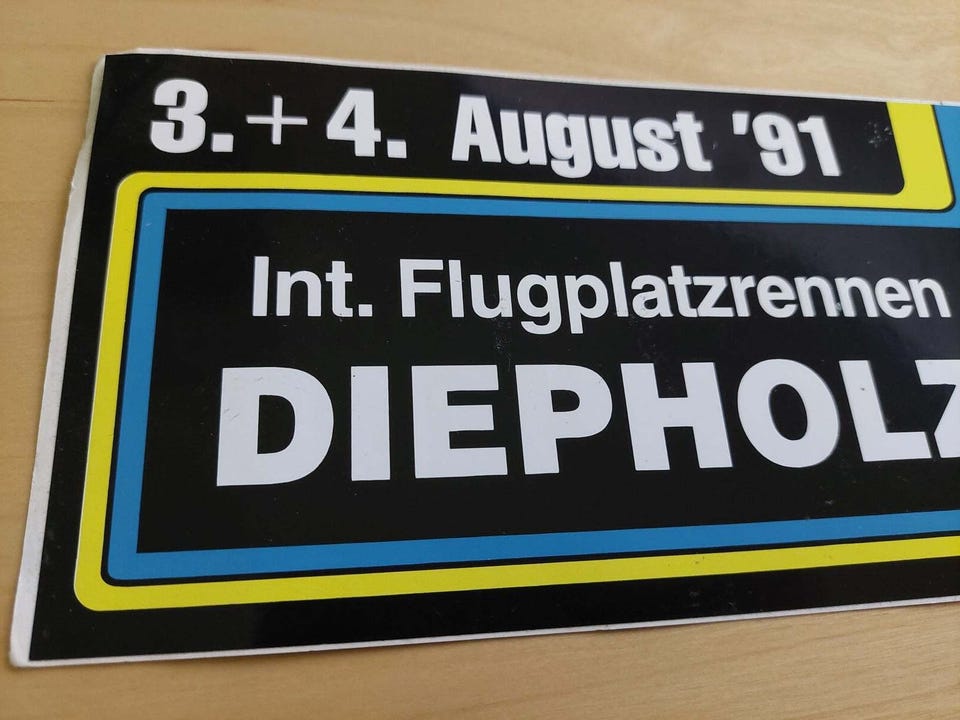 3.+4. August '91
Int. Flugplatzrennen
DIEPHOLZ